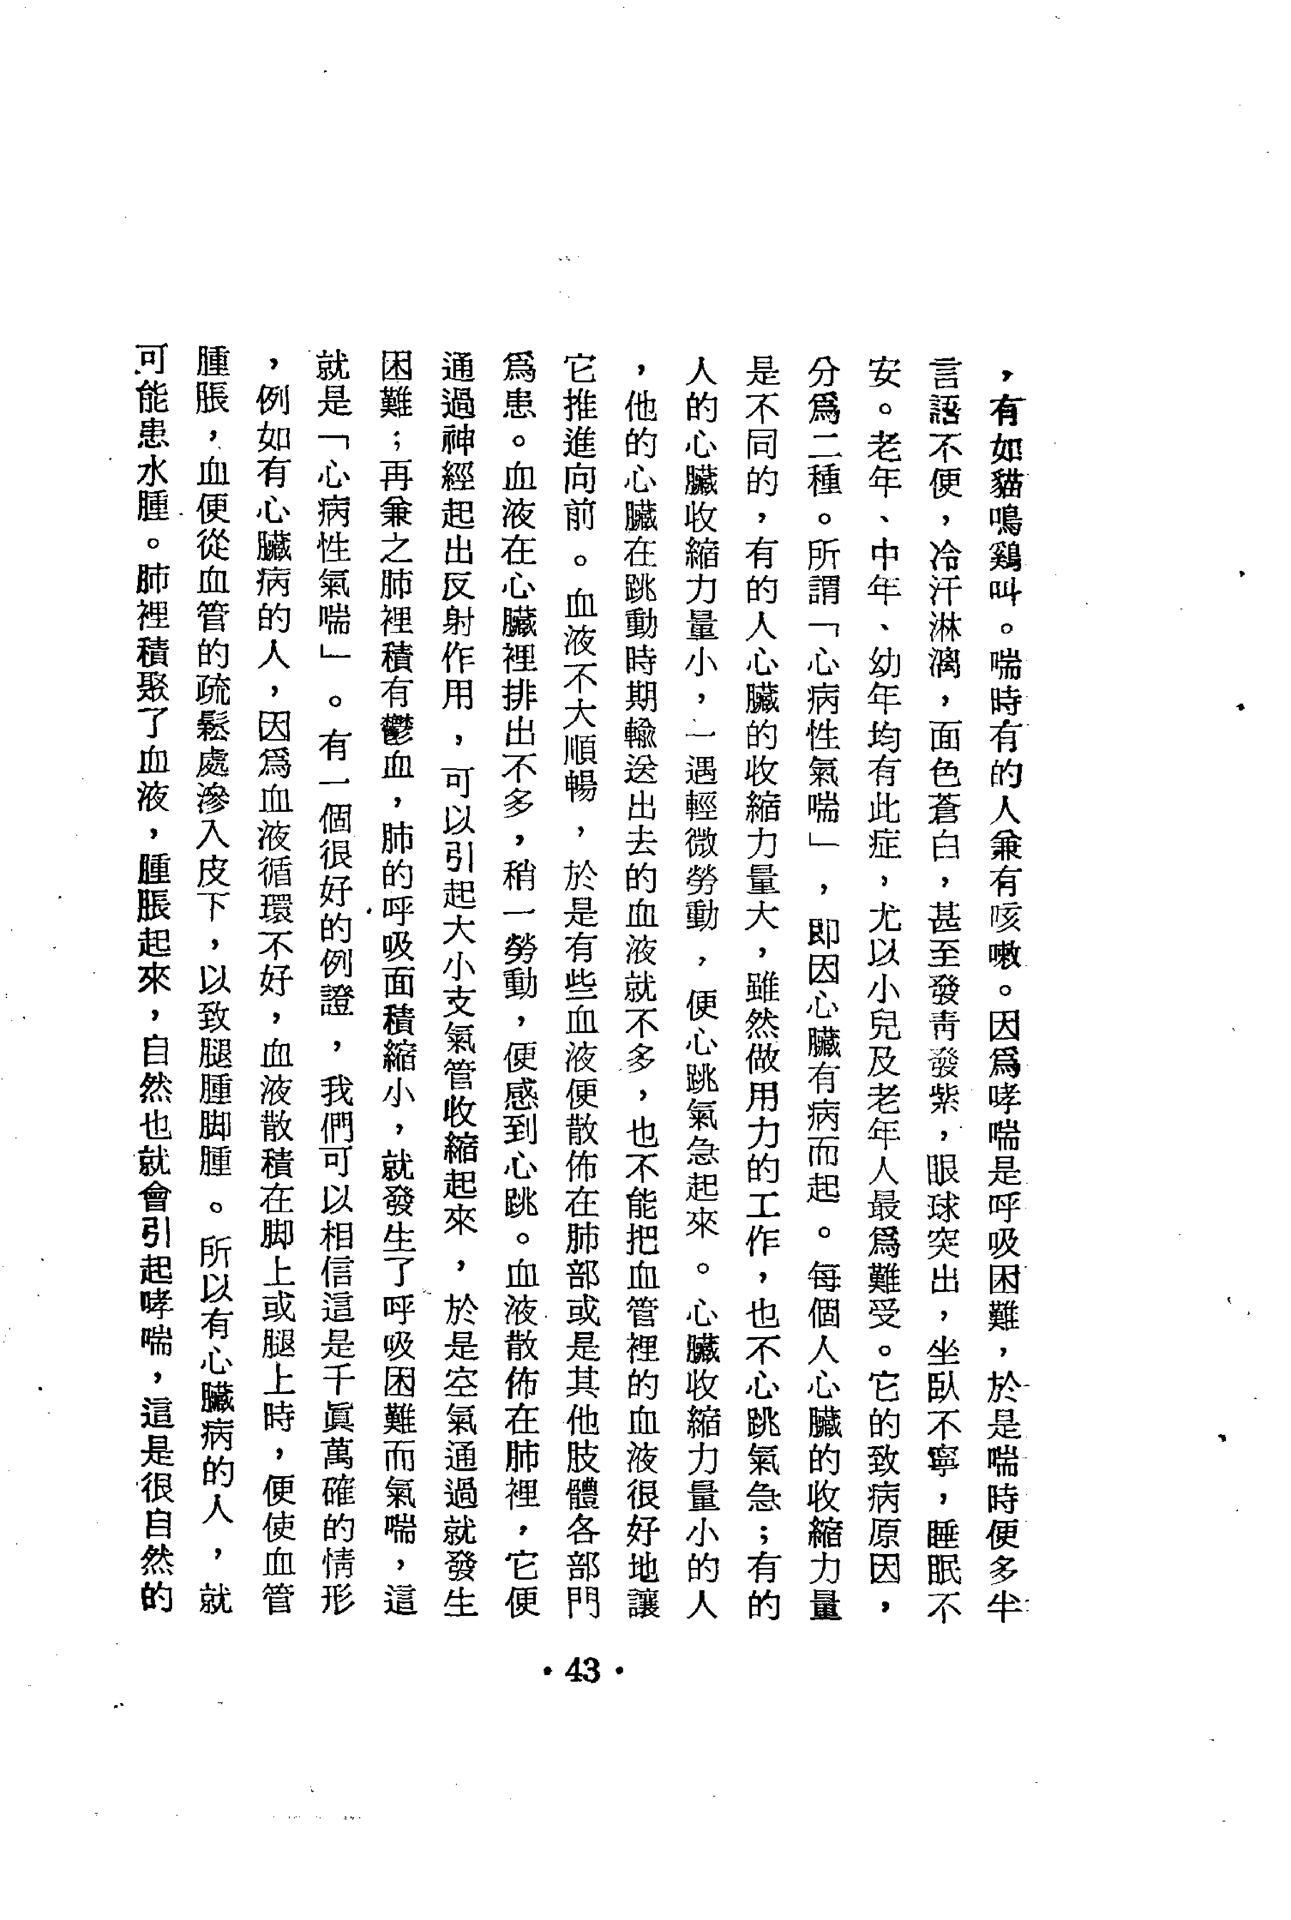 ，有如貓鳴鷄叫。喘時有的人兼有咳嗽。因爲哮喘是呼吸困難，於是喘時便多半
言語不便，冷汗淋漓，面色蒼白，甚至發靑發紫，眼球突出，坐臥不寧，睡眠不
安。老年、中年、幼年均有此症，尤以小兒及老年人最爲難受。它的致病原因，
分爲二種。所謂「心病性氣喘」，即因心臟有病而起。每個人心臟的收縮力量
是不同的，有的人心臟的收縮力量大，雖然做用力的工作，也不心跳氣急；有的
人的心臟收縮力量小，一遇輕微勞動，便心跳氣急起來。心臟收縮力量小的人
，他的心臟在跳動時期輸送出去的血液就不多，也不能把血管裡的血液很好地讓
它推進向前。血液不大順暢，於是有些血液便散佈在肺部或是其他肢體各部門
爲患。血液在心臟裡排出不多，稍一勞動，便感到心跳。血液散佈在肺裡，它便
通過神經起出反射作用，可以引起大小支氣管收縮起來，於是空氣通過就發生
困難；再兼之肺裡積有鬱血，肺的呼吸面積縮小，就發生了呼吸困難而氣喘，這
就是「心病性氣喘」。有一個很好的例證，我們可以相信這是千眞萬確的情形
，例如有心臟病的人，因爲血液循環不好，血液散積在脚上或腿上時，便使血管
腫脹，血便從血管的疏鬆處滲入皮下，以致腿腫脚腫。所以有心臟病的人，就
可能患水腫。肺裡積聚了血液，腫脹起來，自然也就會引起哮喘，這是很自然的
·43·